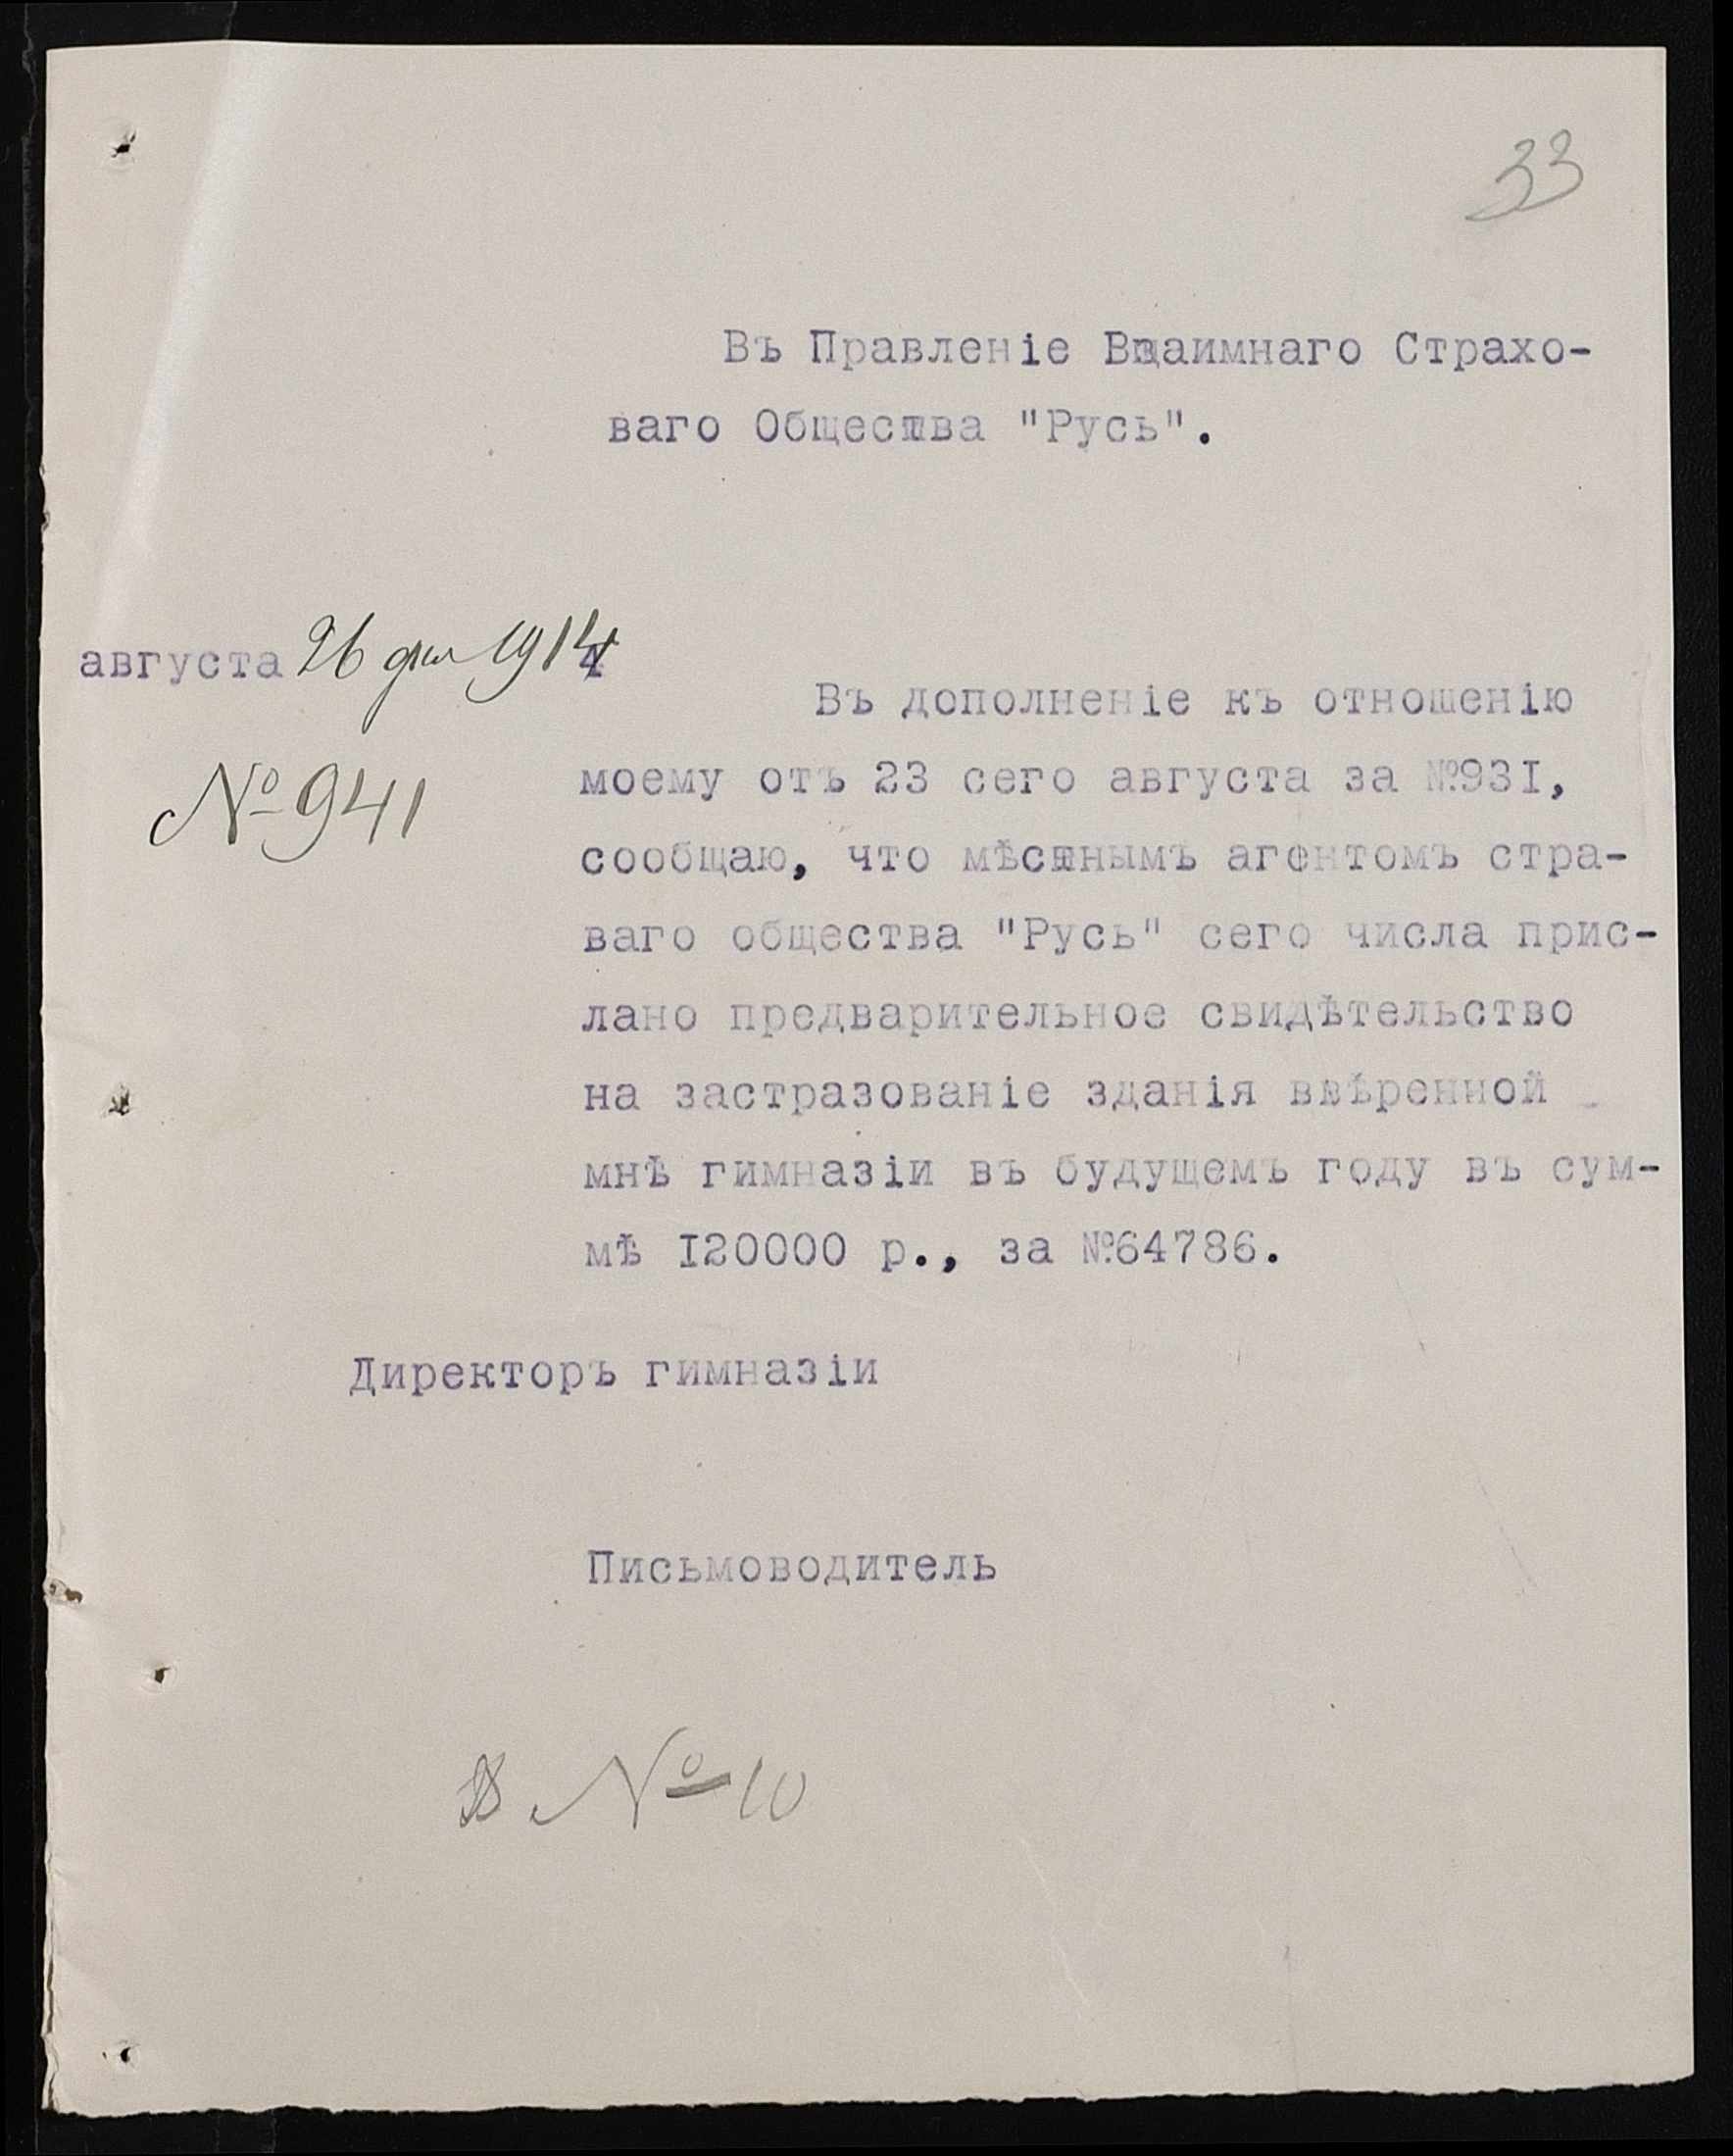 33
Въ Правленіе Взаимнаго Страхо-
ваго Общества "Русь".
августа 26 дня 1914
№ 941
Въ дополненіе къ отношенію
моему отъ 23 сего августа за №93I,
сообщаю, что мѣстнымъ агентомъ стра-
ваго общества "Русь" сего числа прис-
лано предварительное свидѣтельство
на застразованіе зданія ввѣренной
мнѣ гимназіи въ будущемъ году въ сум-
мѣ I20000 р., за №64786.
Директоръ гимназіи
Письмоводитель
В № 10